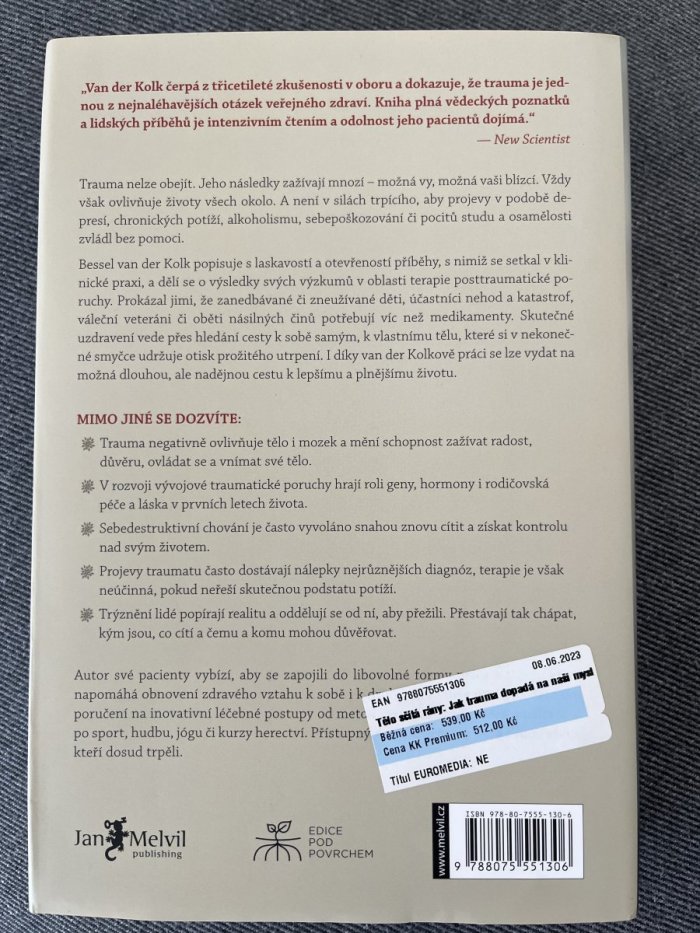 „Van der Kolk čerpá z třicetileté zkušenosti v oboru a dokazuje, že trauma je jed-
nou z nejnaléhavějších otázek veřejného zdraví. Kniha plná vědeckých poznatků
a lidských příběhů je intenzivním čtením a odolnost jeho pacientů dojímá.“
— New Scientist
Trauma nelze obejít. Jeho následky zažívají mnozí – možná vy, možná vaši blízcí. Vždy
však ovlivňuje životy všech okolo. A není v silách trpícího, aby projevy v podobě de-
presí, chronických potíží, alkoholismu, sebepoškozování či pocitů studu a osamělosti
zvládl bez pomoci.
Bessel van der Kolk popisuje s laskavostí a otevřeností příběhy, s nimiž se setkal v kli-
nické praxi, a dělí se o výsledky svých výzkumů v oblasti terapie posttraumatické po-
ruchy. Prokázal jimi, že zanedbávané či zneužívané děti, účastníci nehod a katastrof,
váleční veteráni či oběti násilných činů potřebují víc než medikamenty. Skutečné
uzdravení vede přes hledání cesty k sobě samým, k vlastnímu tělu, které si v nekoneč-
né smyčce udržuje otisk prožitého utrpení. I díky van der Kolkově práci se lze vydat na
možná dlouhou, ale nadějnou cestu k lepšímu a plnějšímu životu.
MIMO JINÉ SE DOZVÍTE:
Trauma negativně ovlivňuje tělo i mozek a mění schopnost zažívat radost,
důvěru, ovládat se a vnímat své tělo.
V rozvoji vývojové traumatické poruchy hrají roli geny, hormony i rodičovská
péče a láska v prvních letech života.
Sebedestruktivní chování je často vyvoláno snahou znovu cítit a získat kontrolu
nad svým životem.
Projevy traumatu často dostávají nálepky nejrůznějších diagnóz, terapie je však
neúčinná, pokud neřeší skutečnou podstatu potíží.
Trýznění lidé popírají realitu a oddělují se od ní, aby přežili. Přestávají tak chápat,
kým jsou, co cítí a čemu a komu mohou důvěřovat.
Autor své pacienty vybízí, aby se zapojili do libovolné formy
napomáhá obnovení zdravého vztahu k sobě i k
poručení na inovativní léčebné postupy od
po sport, hudbu, jógu či kurzy herectví. Přístupný
kteří dosud trpěli.
EAN 9788075551306
08.06.2023
Tělo sčítá rány: Jak trauma dopadá na naši mysl
Běžná cena: 539.00 Kč
Cena KK Premium: 512.00 Kč
Titul EUROMEDIA: NE
Jan Melvil
publishing
EDICE
POD
POVRCHEM
www.melvil.cz
ISBN 978-80-7555-130-6
9 788075 551306